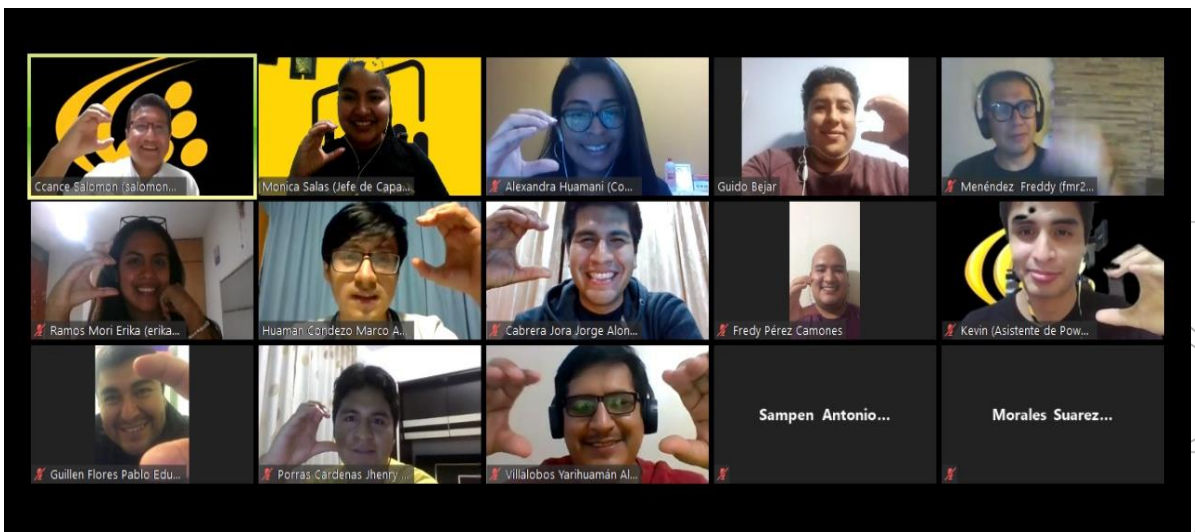 Ccance Salomon (salomon...
Monica Salas (Jefe de Capa...
Alexandra Huamani (Co...
Guido Bejar
Menéndez Freddy (fmr2...
Ramos Mori Erika (erika...
Huaman Condezo Marco A...
Cabrera Jora Jorge Alon...
Fredy Pérez Camones
Kevin (Asistente de Pow...
Guillen Flores Pablo Edu...
Porras Cardenas Jhenry ...
Villalobos Yarihuamán Al...
Sampen Antonio...
Morales Suarez...